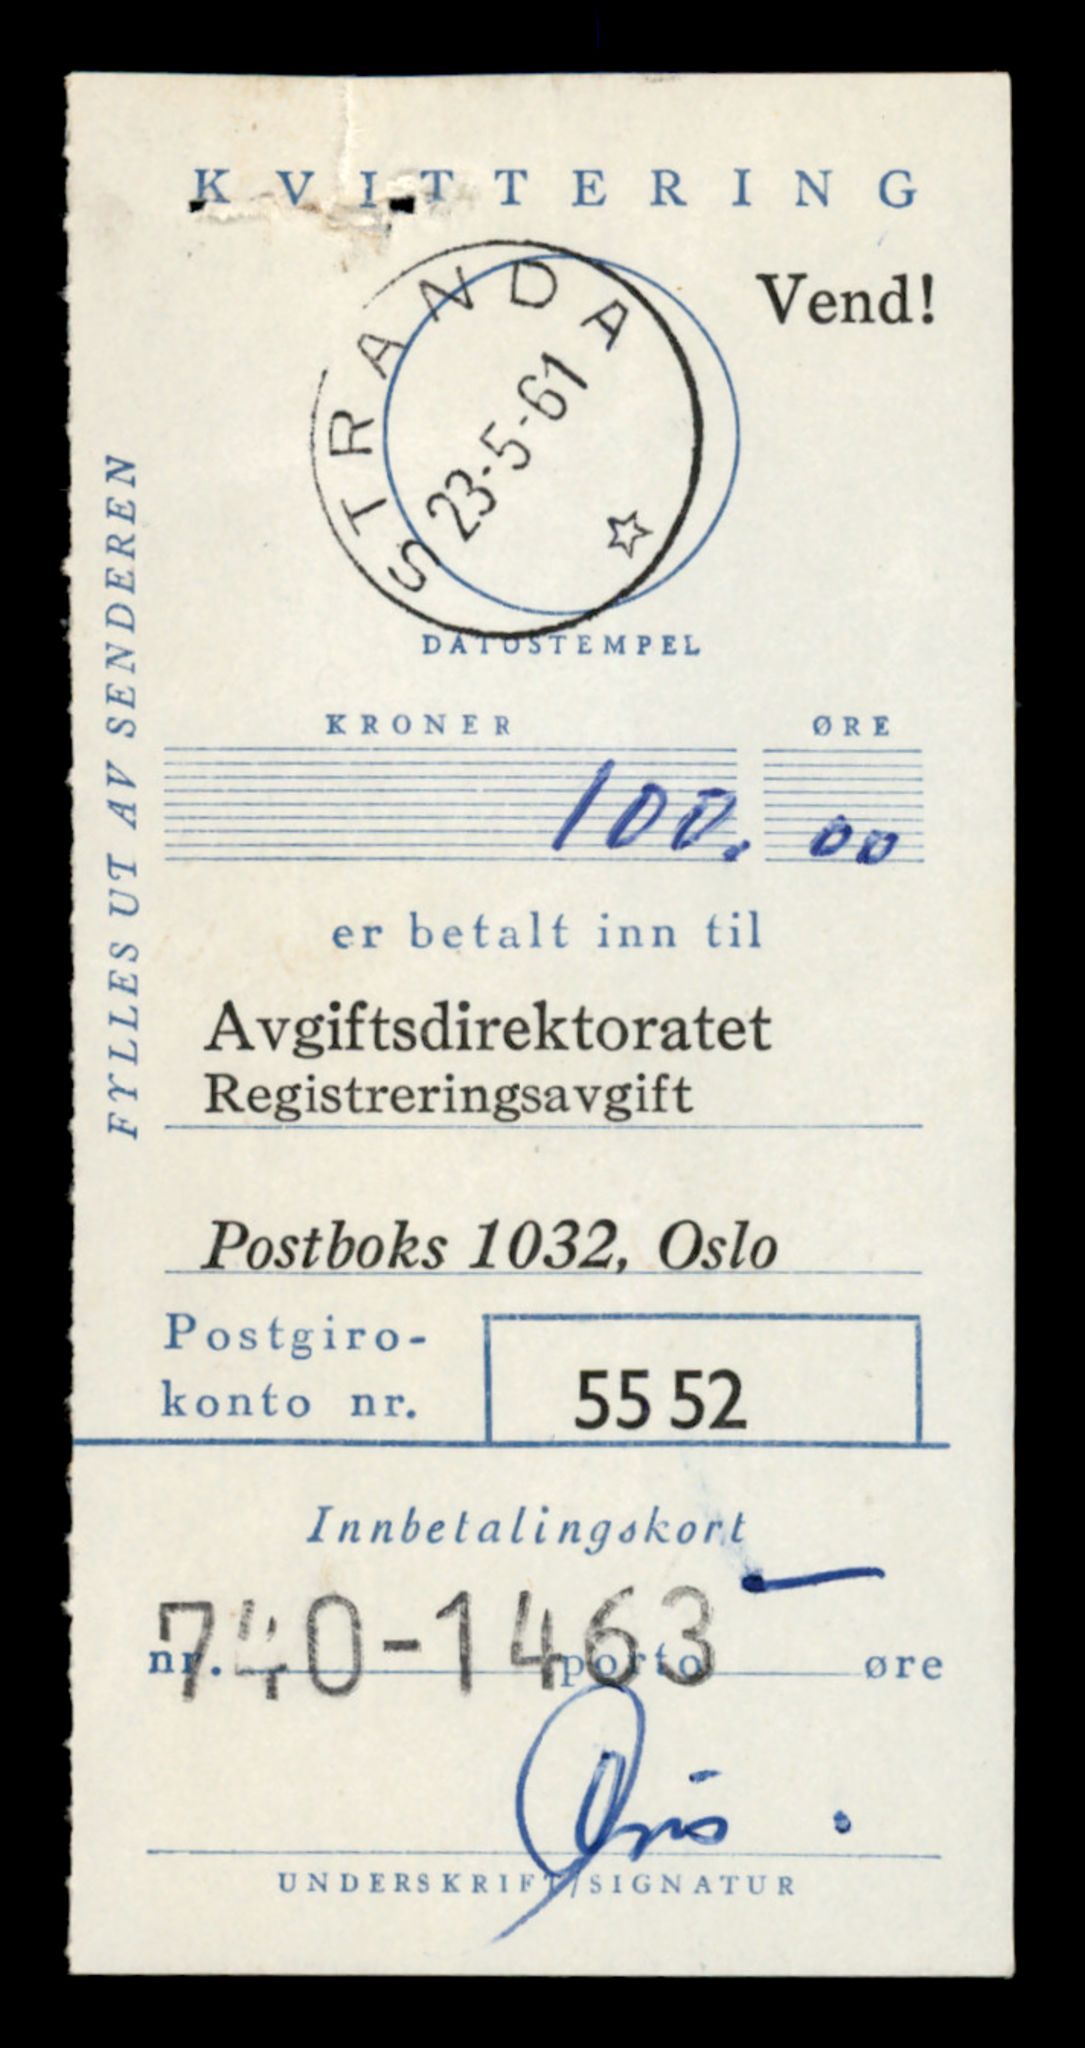 KVITTERING
Vend!
STRANDA
23-5-61
DATOSTEMPEL
FYLLES UT AV SENDEREN
KRONER ØRE
100. 00
er betalt inn til
Avgiftsdirektoratet
Registreringsavgift
Postboks 1032, Oslo
Postgiro-
konto nr.
55 52
Innbetalingskort
740-1463
nr. porto øre
UNDERSKRIFT/SIGNATUR